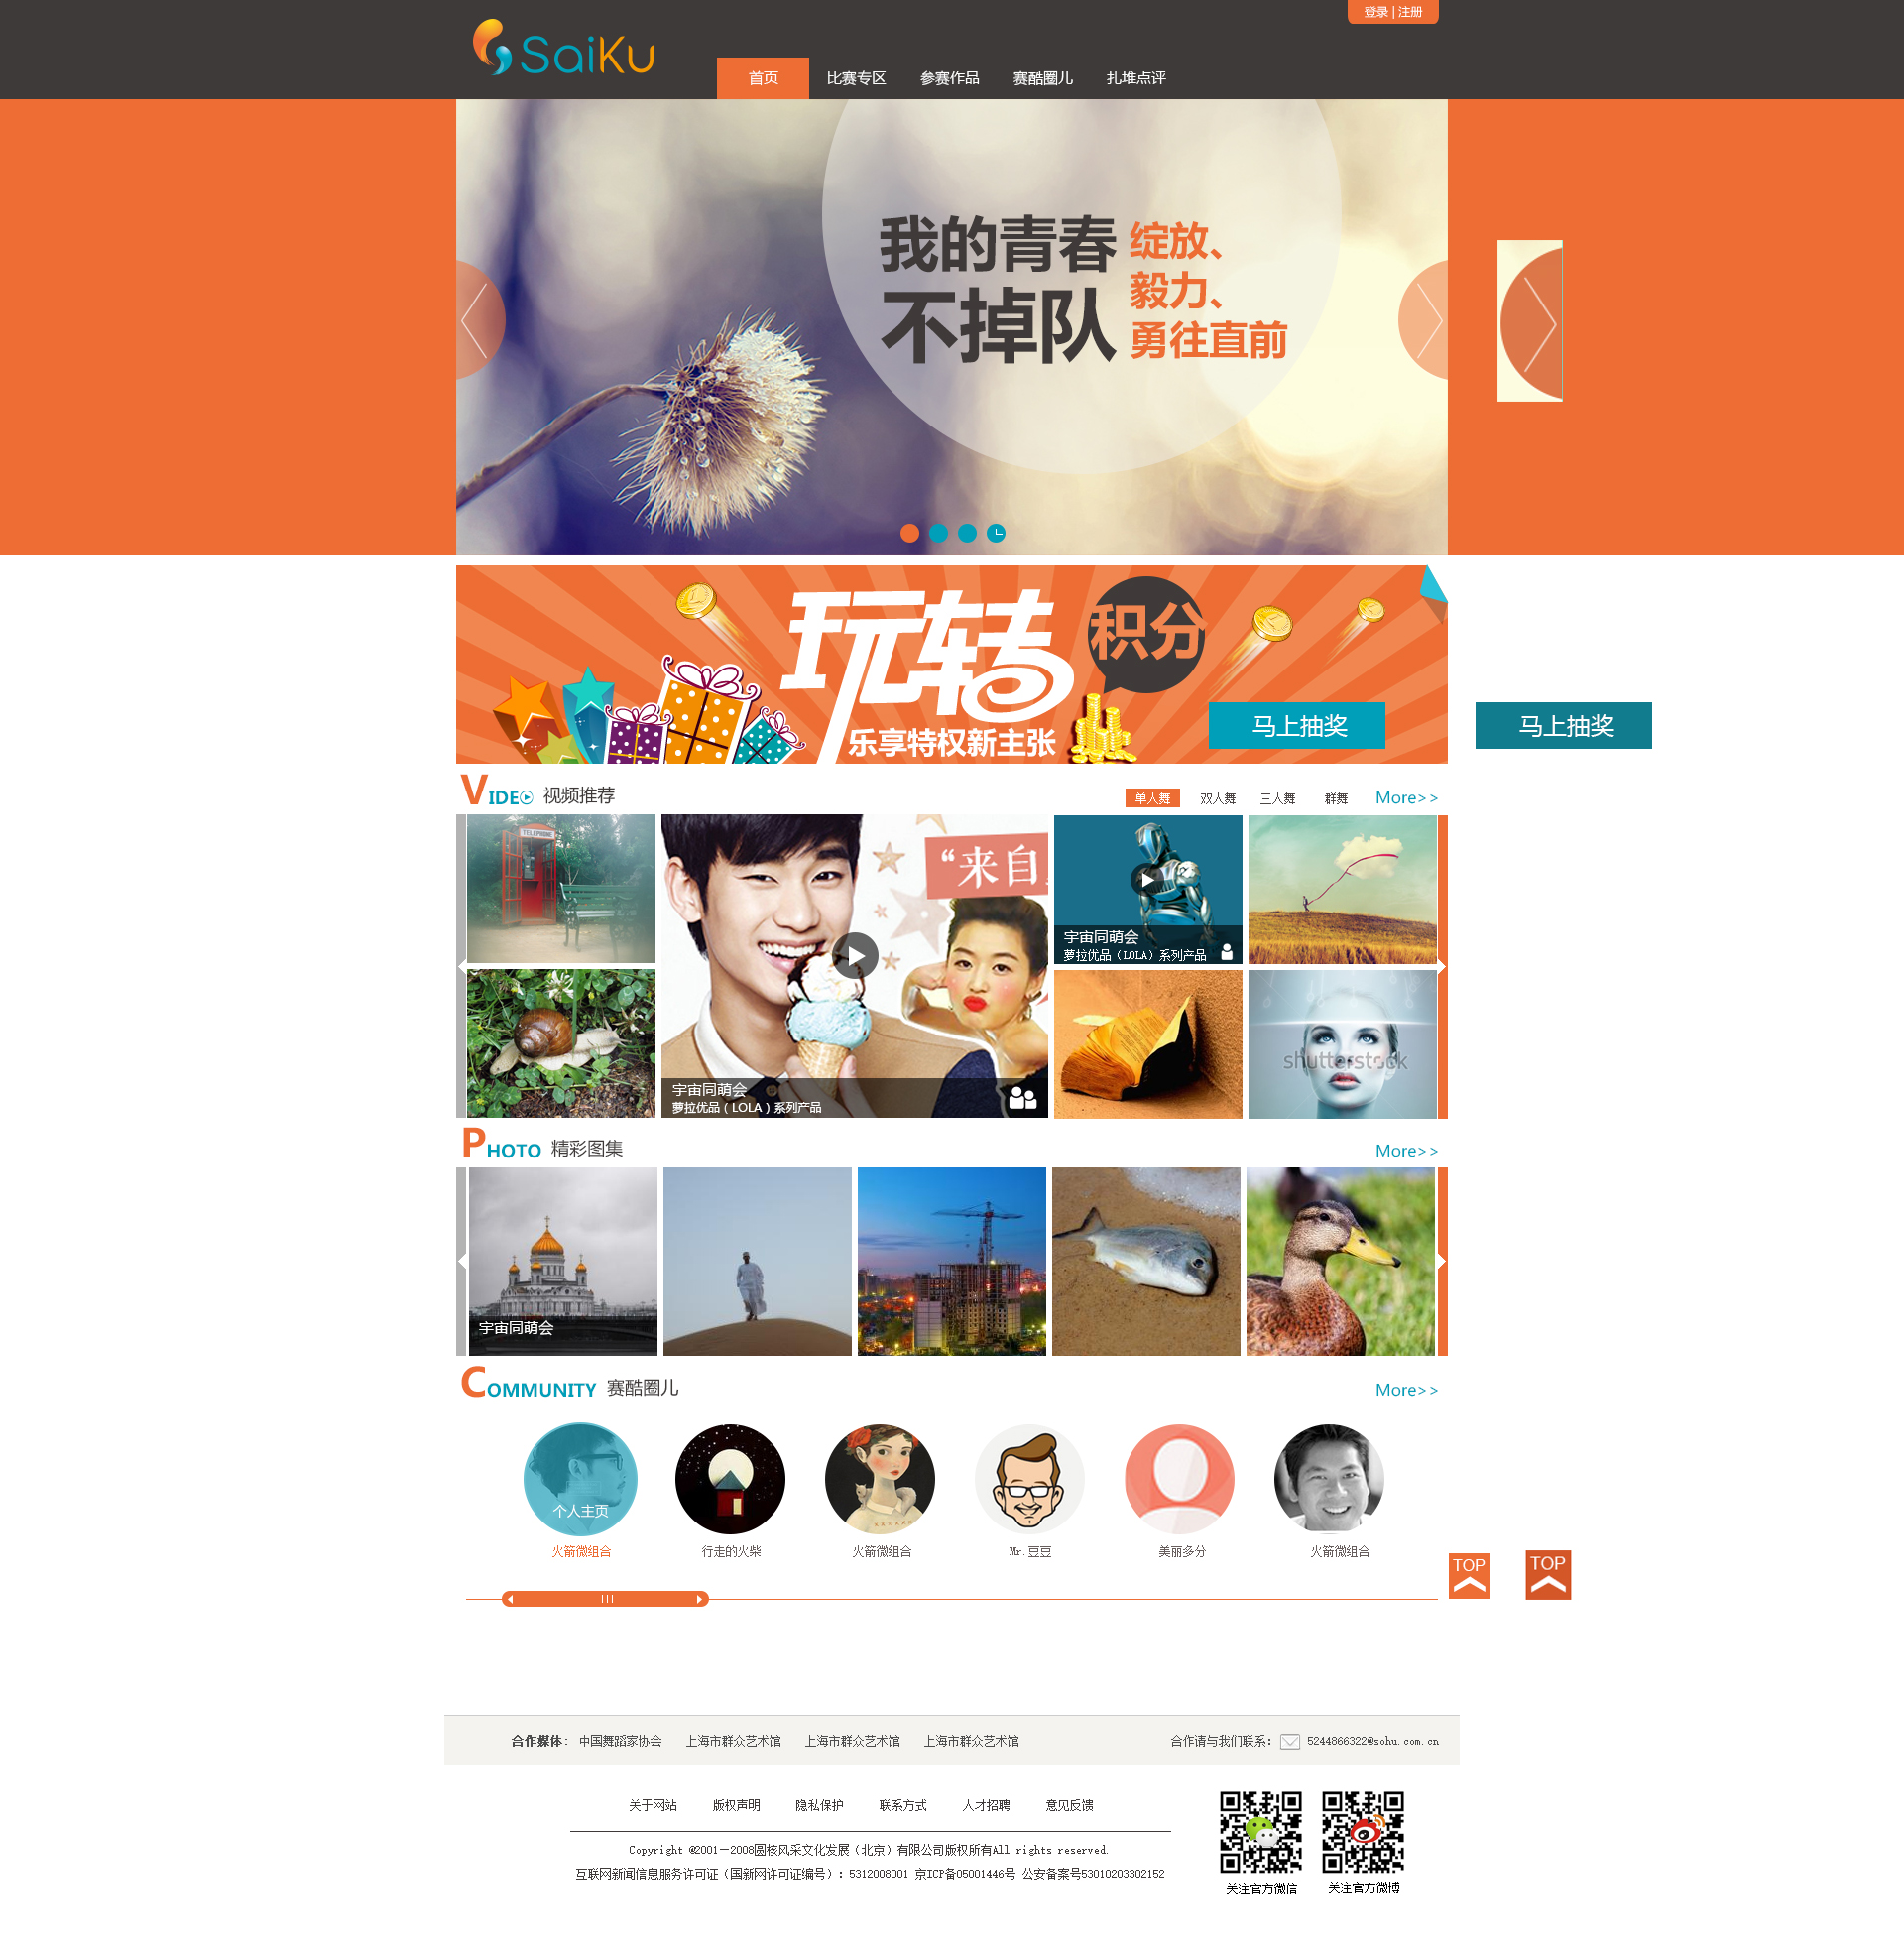 登录 | 注册
SaiKu
首页 比赛专区 参赛作品 赛酷圈儿 扎堆点评
我的青春
不掉队
绽放、
毅力、
勇往直前
玩转 积分
乐享特权新主张
马上抽奖
马上抽奖
VIDEO 视频推荐
单人舞 双人舞 三人舞 群舞 More>>
TELEPHONE
“来自
宇宙同萌会
萝拉优品（LOLA）系列产品
宇宙同萌会
萝拉优品（LOLA）系列产品
shutterstock
PHOTO 精彩图集 More>>
宇宙同萌会
COMMUNITY 赛酷圈儿 More>>
个人主页
火箭微组合 行走的火柴 火箭微组合 Mr.豆豆 美丽多分 火箭微组合
TOP
TOP
合作媒体： 中国舞蹈家协会 上海市群众艺术馆 上海市群众艺术馆 上海市群众艺术馆 合作请与我们联系: 5244866322@sohu.com.cn
关于网站 版权声明 隐私保护 联系方式 人才招聘 意见反馈
Copyright @2001—2008圆核风采文化发展（北京）有限公司版权所有All rights reserved.
互联网新闻信息服务许可证（国新网许可证编号）: 5312008001 京ICP备05001446号 公安备案号53010203302152
关注官方微信 关注官方微博